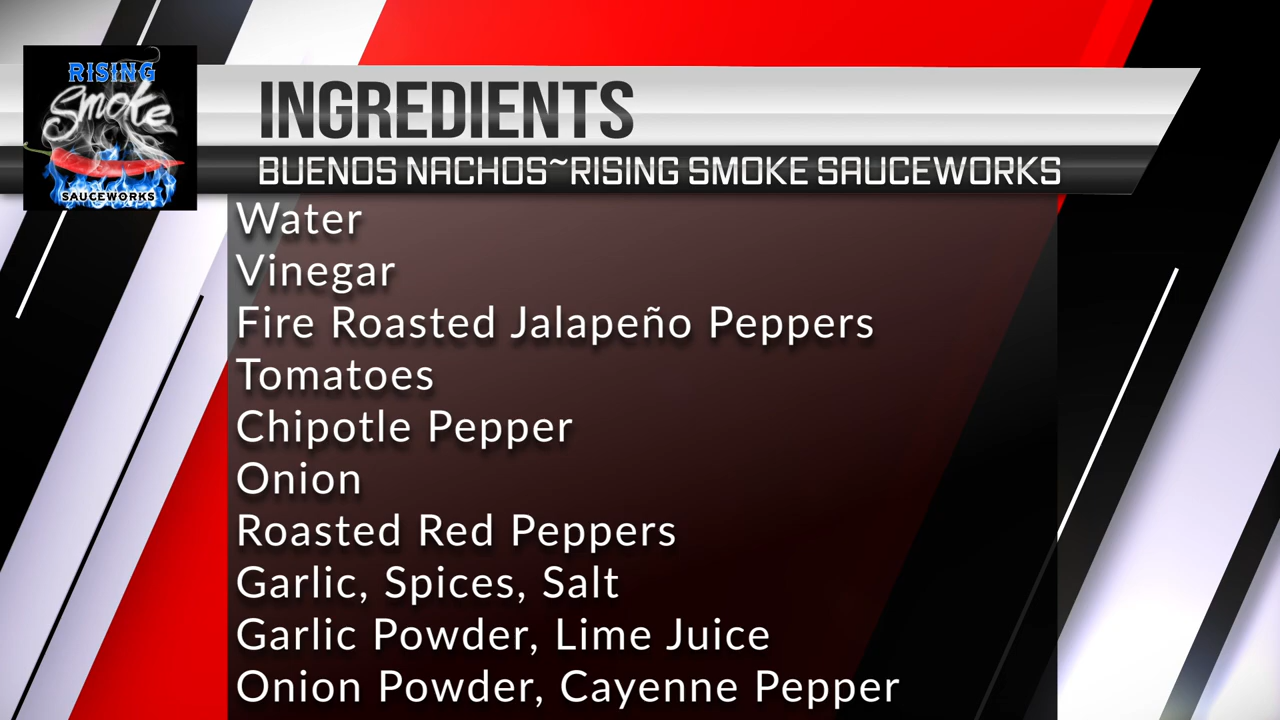 RISING
Smoke
SAUCEWORKS
INGREDIENTS
BUENOS NACHOS~RISING SMOKE SAUCEWORKS
Water
Vinegar
Fire Roasted Jalapeño Peppers
Tomatoes
Chipotle Pepper
Onion
Roasted Red Peppers
Garlic, Spices, Salt
Garlic Powder, Lime Juice
Onion Powder, Cayenne Pepper